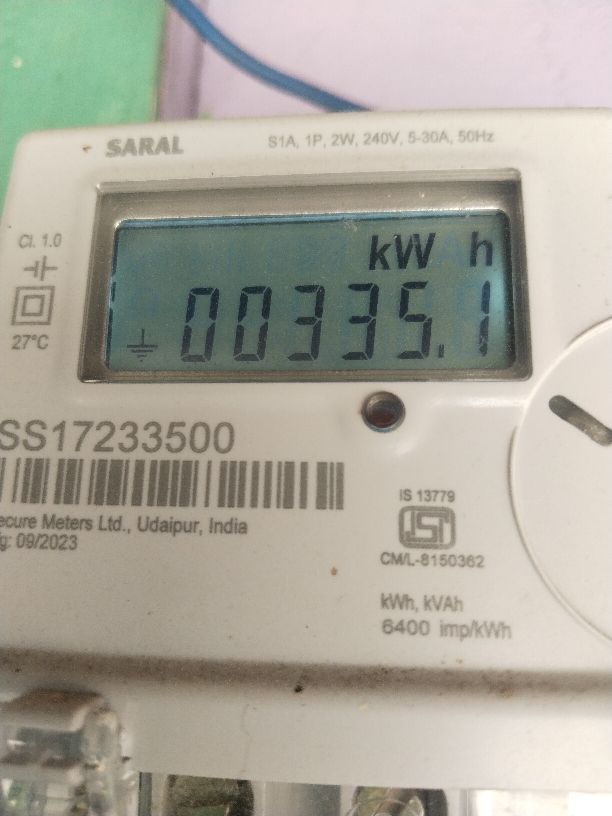 SARAL
S1A, 1P, 2W, 240V, 5-30A, 50Hz
Cl. 1.0
kW h
27°C
00335.1
SS17233500
IS 13779
Meters Ltd., Udaipur, India
09/2023
CM/L-8150362
kWh, kVAh
6400 imp/kWh